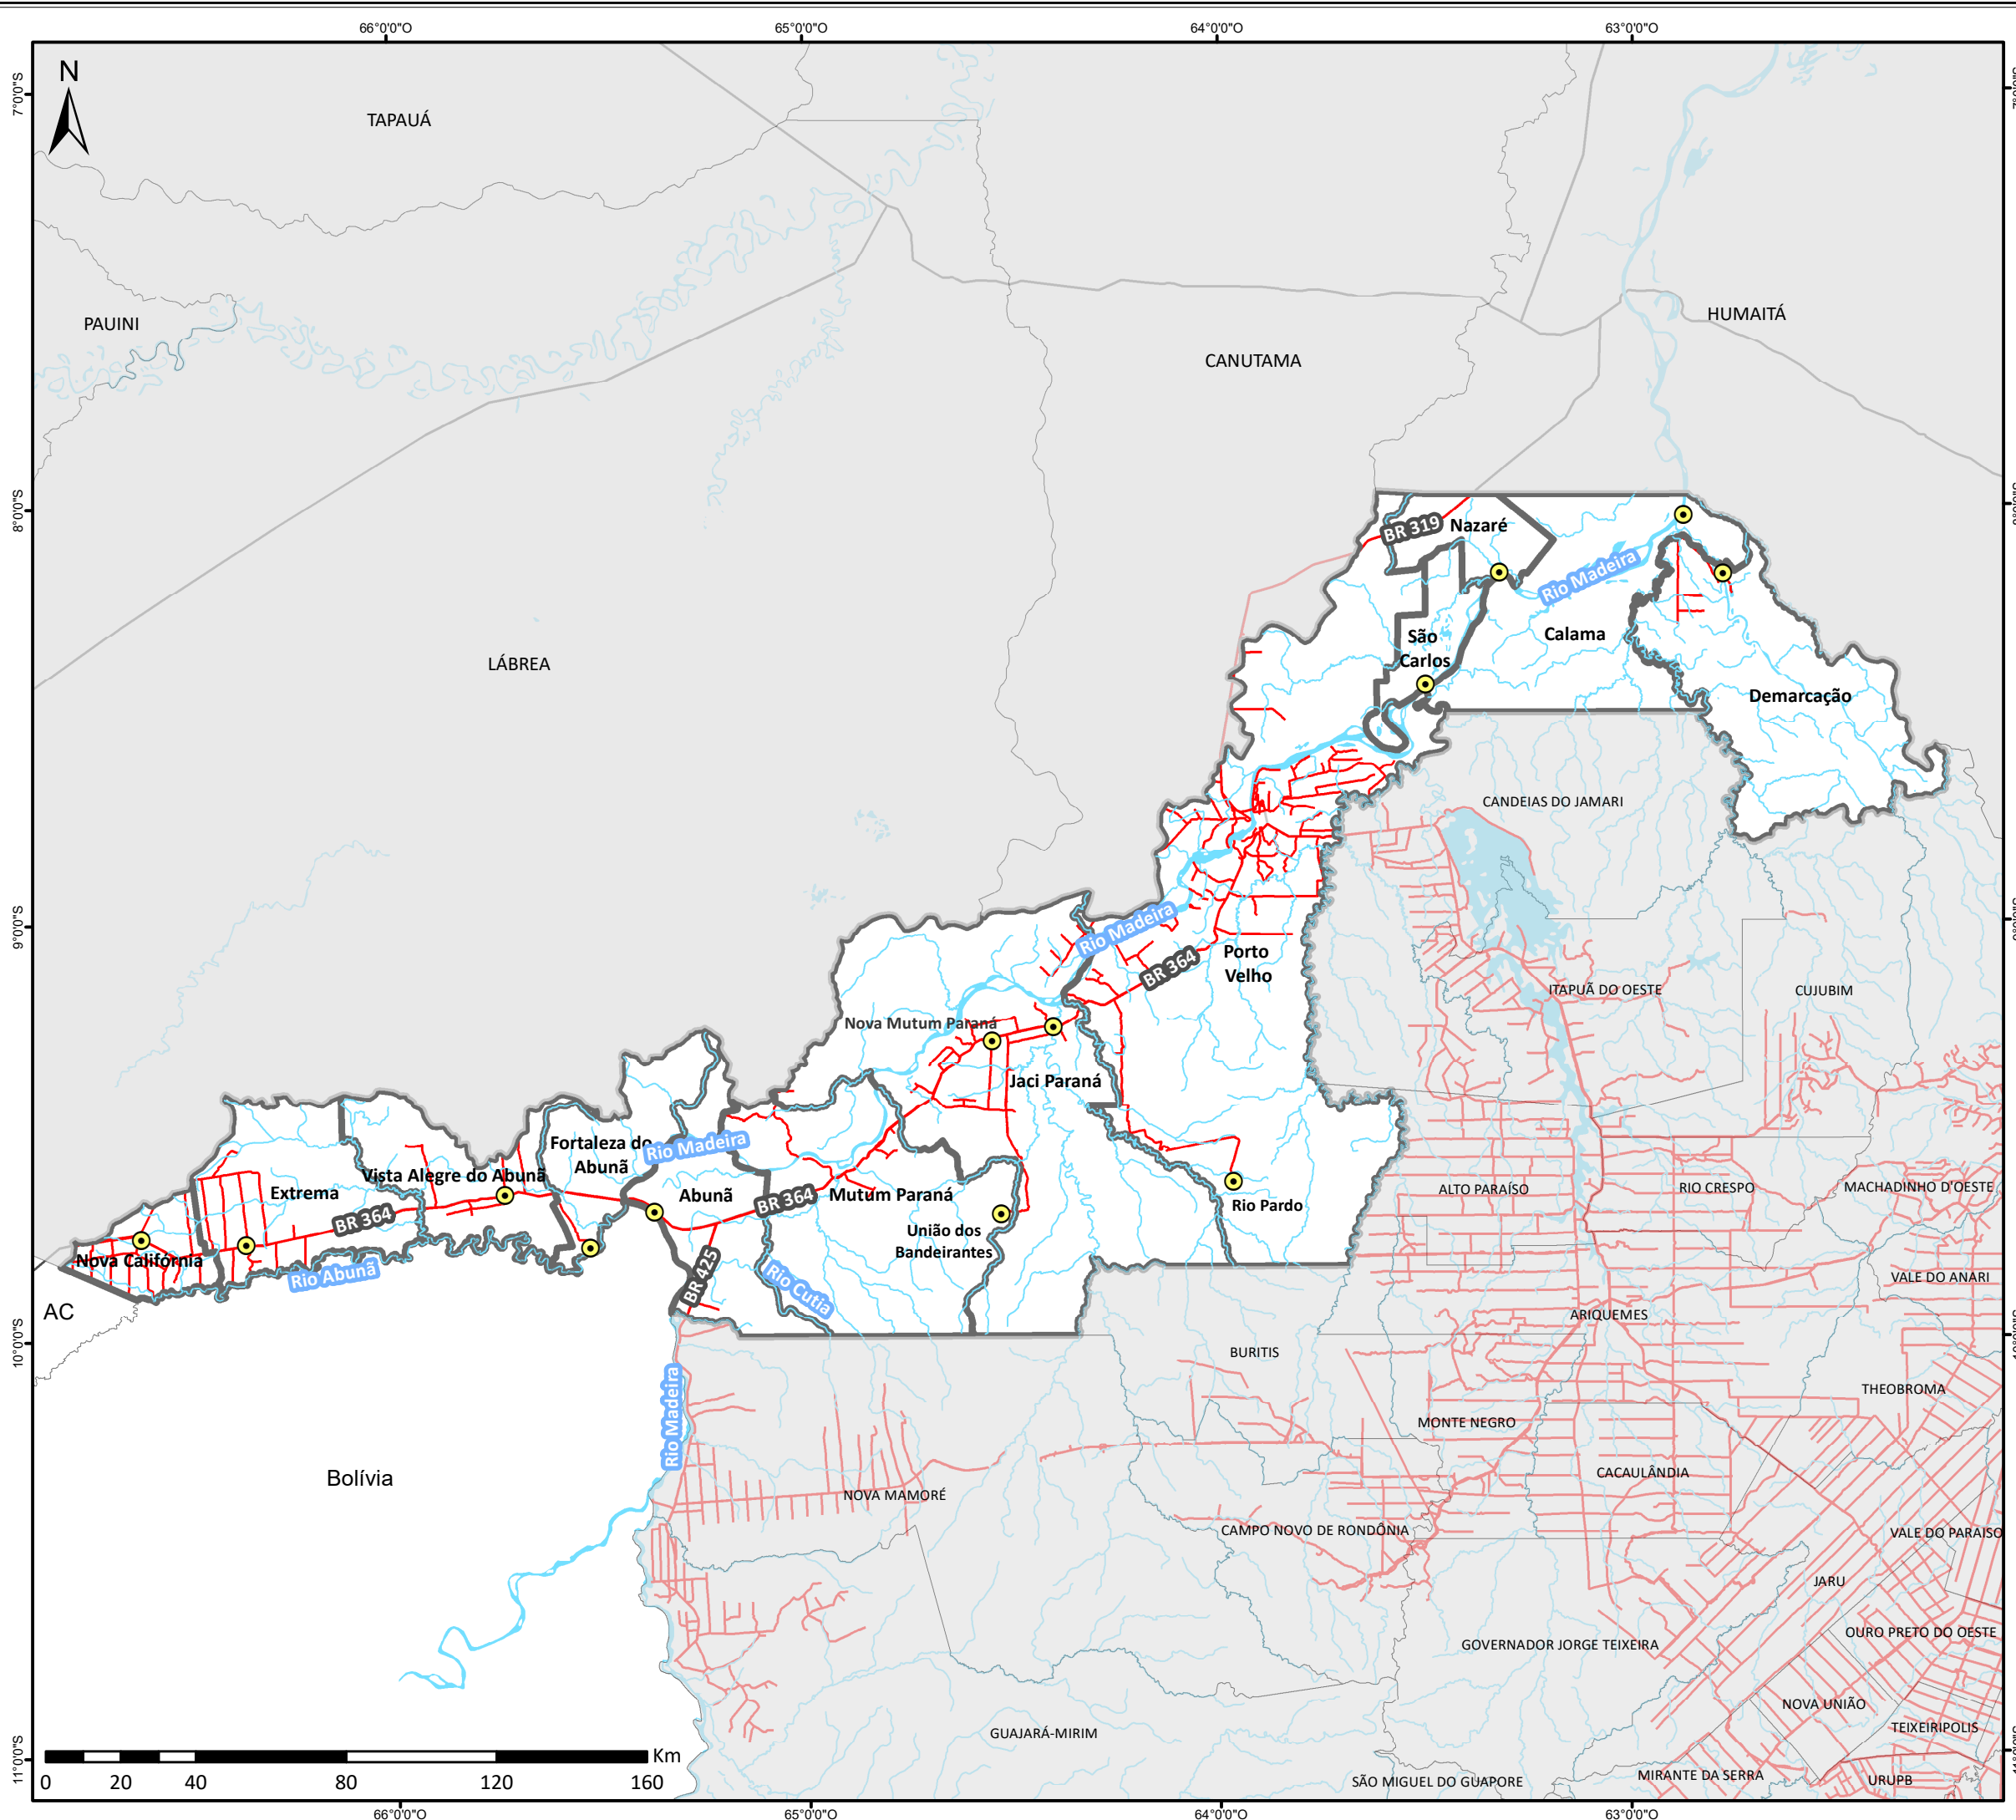 66°0'0"O
65°0'0"O
64°0'0"O
63°0'0"O
N
7°0'0"S
TAPAUÁ
PAUINI
HUMAITÁ
CANUTAMA
8°0'0"S
BR 319
Nazaré
Rio Madeira
São
Carlos
Calama
LÁBREA
Demarcação
CANDEIAS DO JAMARI
9°0'0"S
Rio Madeira
BR 364
Porto
Velho
ITAPUÃ DO OESTE
CUJUBIM
Nova Mutum Paraná
Jaci Paraná
Fortaleza do
Abunã
Rio Madeira
Vista Alegre do Abunã
Extrema
Abunã
BR 364
Mutum Paraná
BR 364
União dos
Bandeirantes
Rio Pardo
ALTO PARAÍSO
RIO CRESPO
MACHADINHO D'OESTE
Nova Califórnia
Rio Abunã
BR 425
Rio Cutia
VALE DO ANARI
AC
ARIQUEMES
10°0'0"S
BURITIS
THEOBROMA
Rio Madeira
MONTE NEGRO
Bolívia
CACAULÂNDIA
NOVA MAMORÉ
CAMPO NOVO DE RONDÔNIA
VALE DO PARAISO
JARU
OURO PRETO DO OESTE
GOVERNADOR JORGE TEIXEIRA
NOVA UNIÃO
TEIXEIRIPOLIS
GUAJARÁ-MIRIM
11°0'0"S
Km
0 20 40 80 120 160
SÃO MIGUEL DO GUAPORE
MIRANTE DA SERRA
URUPB
66°0'0"O
65°0'0"O
64°0'0"O
63°0'0"O